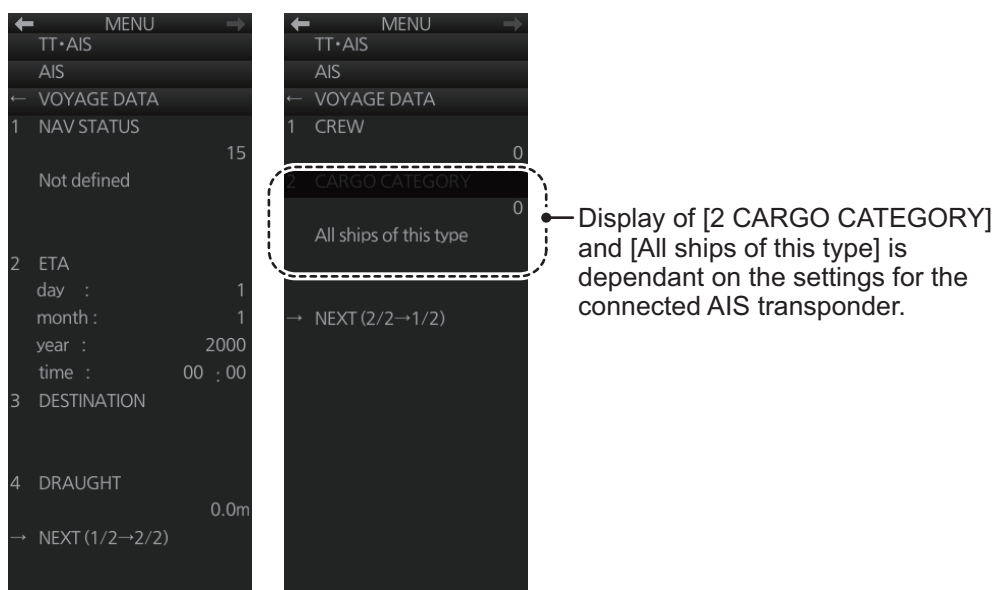 ← MENU →
TT•AIS
AIS
← VOYAGE DATA
1 NAV STATUS
15
Not defined
2 ETA
day : 1
month : 1
year : 2000
time : 00 : 00
3 DESTINATION
4 DRAUGHT
0.0m
→ NEXT (1/2→2/2)
← MENU →
TT•AIS
AIS
← VOYAGE DATA
1 CREW
0
2 CARGO CATEGORY
0
All ships of this type
→ NEXT (2/2→1/2)
Display of [2 CARGO CATEGORY]
and [All ships of this type] is
dependant on the settings for the
connected AIS transponder.